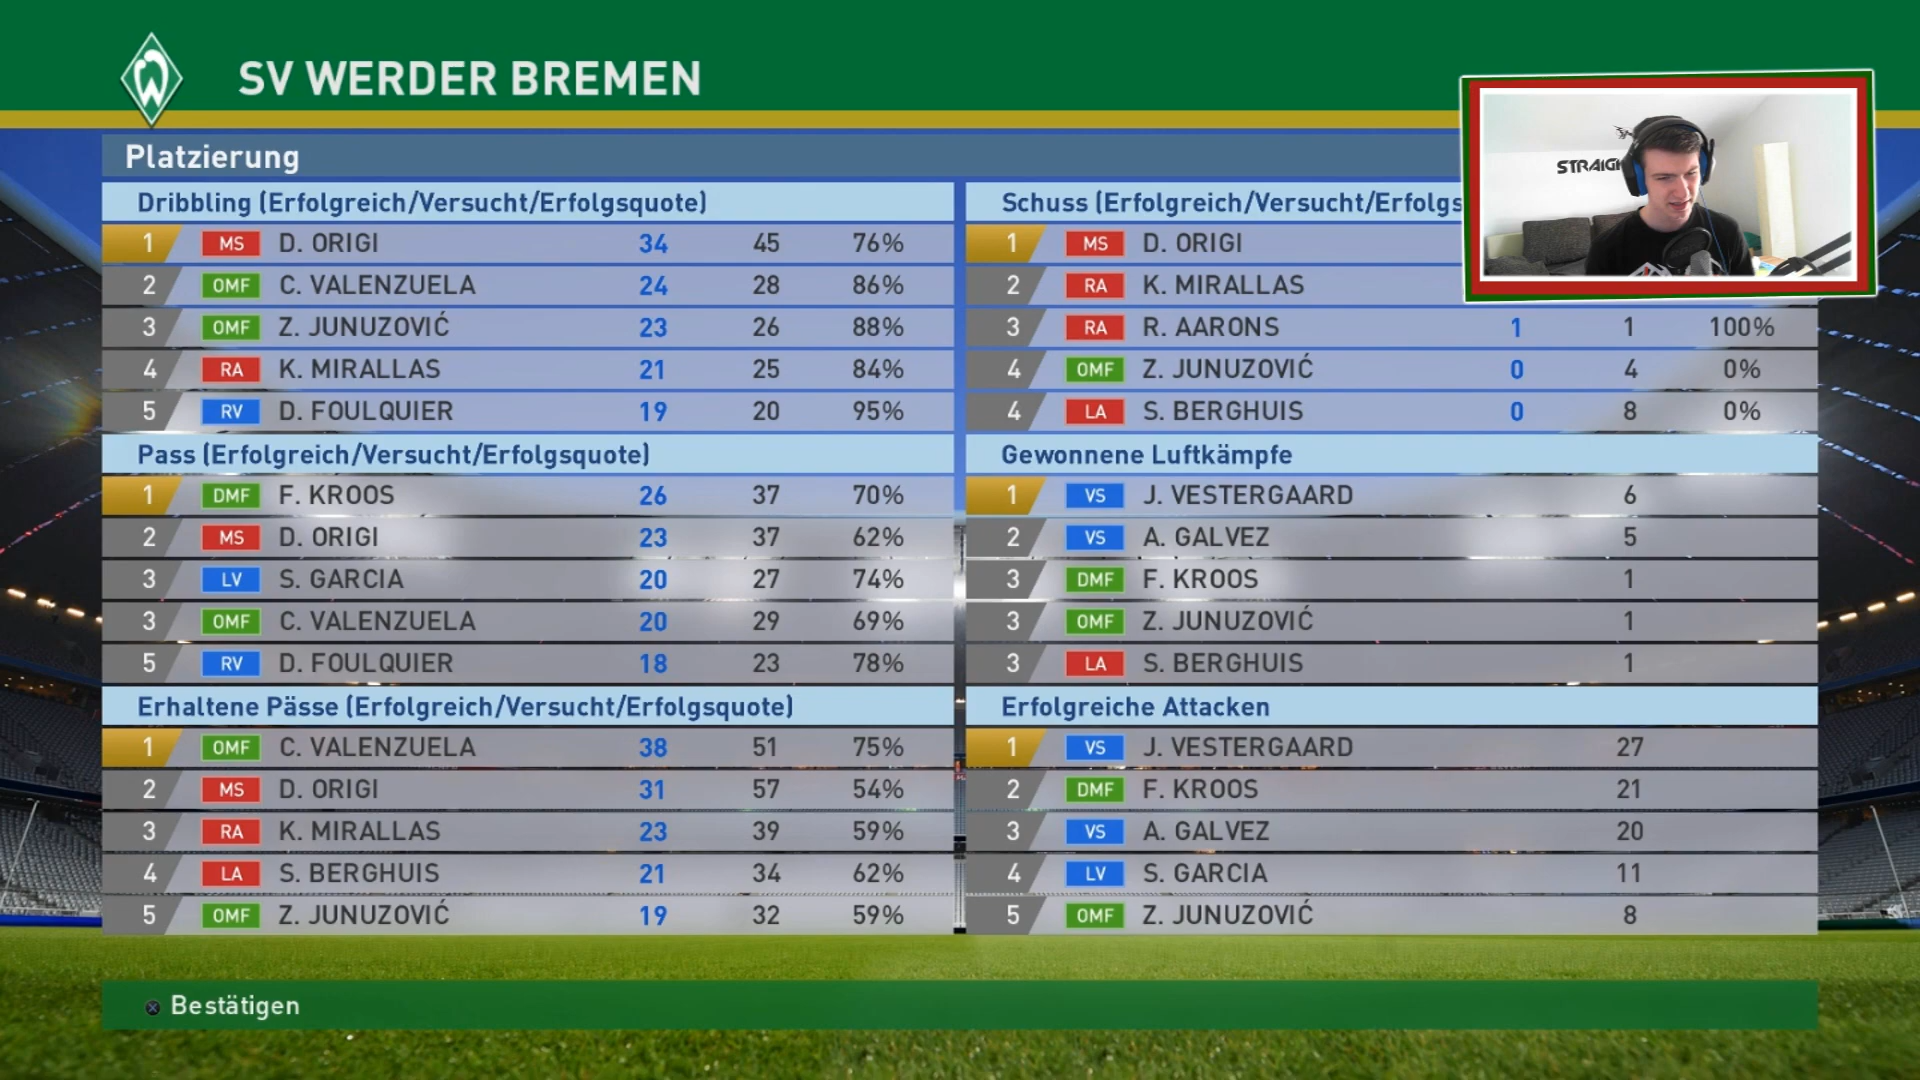 SV WERDER BREMEN
Platzierung
Dribbling (Erfolgreich/Versucht/Erfolgsquote)
1 MS D. ORIGI 34 45 76%
2 OMF C. VALENZUELA 24 28 86%
3 OMF Z. JUNUZOVIĆ 23 26 88%
4 RA K. MIRALLAS 21 25 84%
5 RV D. FOULQUIER 19 20 95%
Pass (Erfolgreich/Versucht/Erfolgsquote)
1 DMF F. KROOS 26 37 70%
2 MS D. ORIGI 23 37 62%
3 LV S. GARCIA 20 27 74%
3 OMF C. VALENZUELA 20 29 69%
5 RV D. FOULQUIER 18 23 78%
Erhaltene Pässe (Erfolgreich/Versucht/Erfolgsquote)
1 OMF C. VALENZUELA 38 51 75%
2 MS D. ORIGI 31 57 54%
3 RA K. MIRALLAS 23 39 59%
4 LA S. BERGHUIS 21 34 62%
5 OMF Z. JUNUZOVIĆ 19 32 59%
Schuss (Erfolgreich/Versucht/Erfolgs
1 MS D. ORIGI
2 RA K. MIRALLAS
3 RA R. AARONS 1 1 100%
4 OMF Z. JUNUZOVIĆ 0 4 0%
4 LA S. BERGHUIS 0 8 0%
Gewonnene Luftkämpfe
1 VS J. VESTERGAARD 6
2 VS A. GALVEZ 5
3 DMF F. KROOS 1
3 OMF Z. JUNUZOVIĆ 1
3 LA S. BERGHUIS 1
Erfolgreiche Attacken
1 VS J. VESTERGAARD 27
2 DMF F. KROOS 21
3 VS A. GALVEZ 20
4 LV S. GARCIA 11
5 OMF Z. JUNUZOVIĆ 8
STRAIGH
Bestätigen